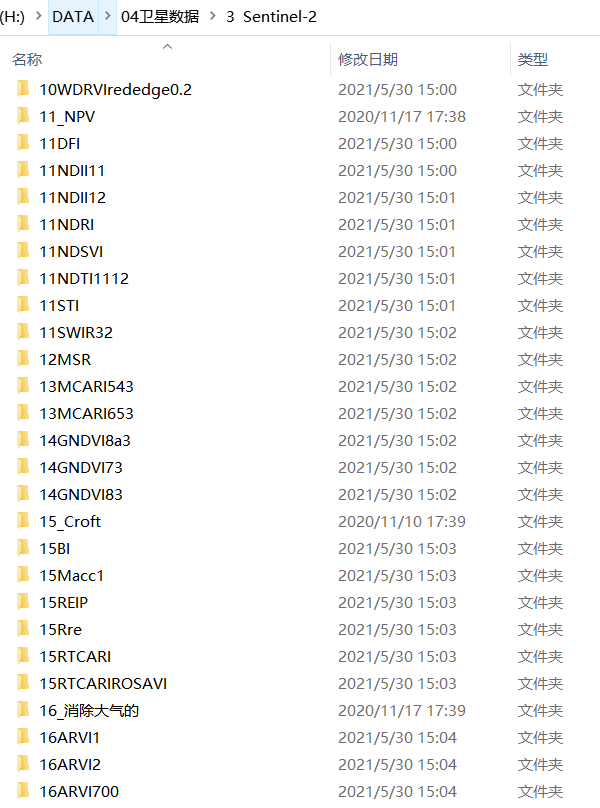 (H:) > DATA > 04卫星数据 > 3 Sentinel-2
名称 修改日期 类型
10WDRVIrededge0.2 2021/5/30 15:00 文件夹
11_NPV 2020/11/17 17:38 文件夹
11DFI 2021/5/30 15:00 文件夹
11NDII11 2021/5/30 15:00 文件夹
11NDII12 2021/5/30 15:01 文件夹
11NDRI 2021/5/30 15:01 文件夹
11NDSVI 2021/5/30 15:01 文件夹
11NDTI1112 2021/5/30 15:01 文件夹
11STI 2021/5/30 15:01 文件夹
11SWIR32 2021/5/30 15:02 文件夹
12MSR 2021/5/30 15:02 文件夹
13MCARI543 2021/5/30 15:02 文件夹
13MCARI653 2021/5/30 15:02 文件夹
14GNDVI8a3 2021/5/30 15:02 文件夹
14GNDVI73 2021/5/30 15:02 文件夹
14GNDVI83 2021/5/30 15:02 文件夹
15_Croft 2020/11/10 17:39 文件夹
15BI 2021/5/30 15:03 文件夹
15Macc1 2021/5/30 15:03 文件夹
15REIP 2021/5/30 15:03 文件夹
15Rre 2021/5/30 15:03 文件夹
15RTCARI 2021/5/30 15:03 文件夹
15RTCARIROSAVI 2021/5/30 15:03 文件夹
16_消除大气的 2020/11/17 17:39 文件夹
16ARVI1 2021/5/30 15:04 文件夹
16ARVI2 2021/5/30 15:04 文件夹
16ARVI700 2021/5/30 15:04 文件夹